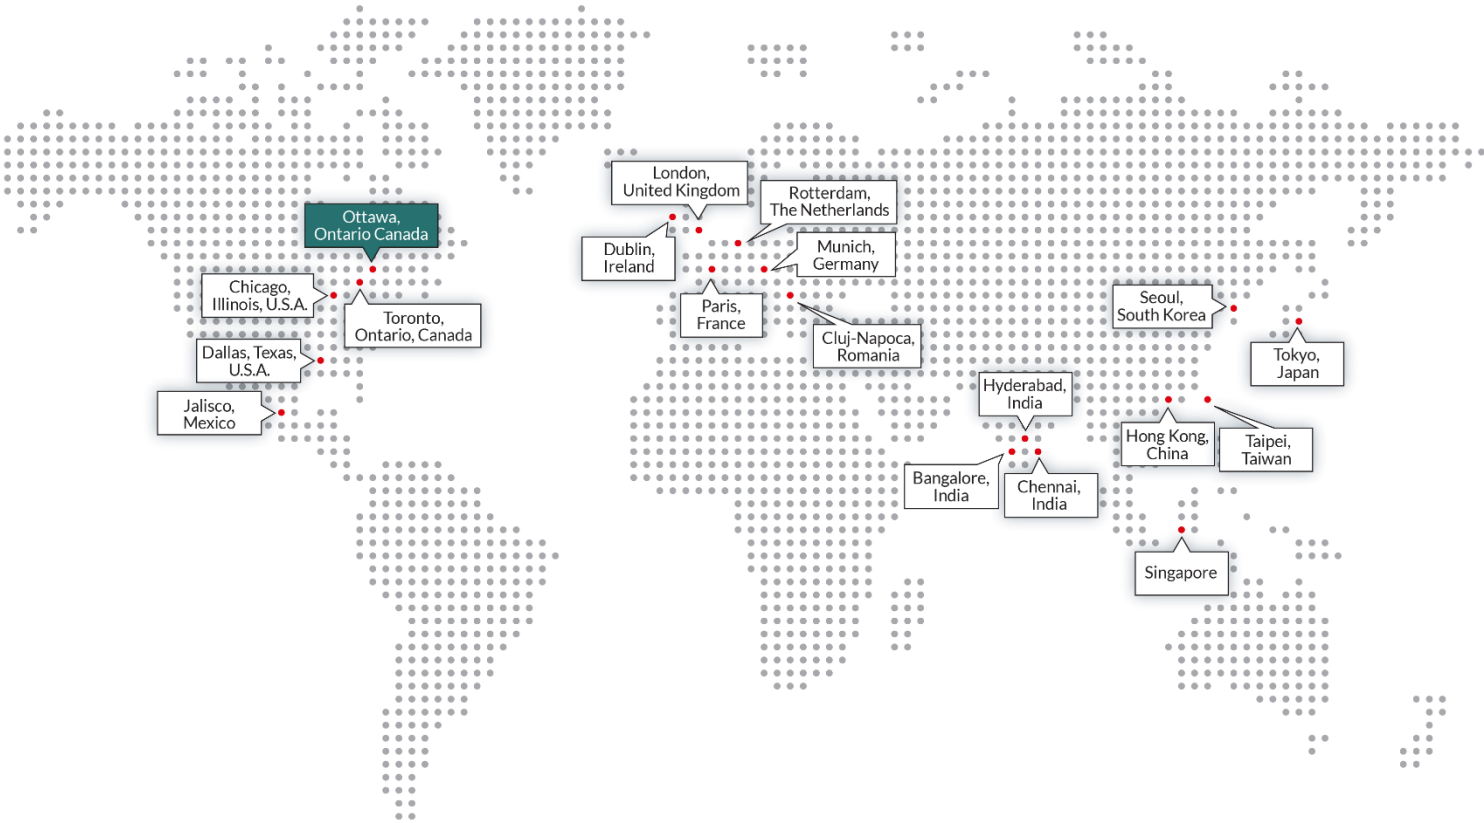 London,
United Kingdom
Rotterdam,
The Netherlands
Ottawa,
Ontario Canada
Dublin,
Ireland
Munich,
Germany
Chicago,
Illinois, U.S.A.
Toronto,
Ontario, Canada
Paris,
France
Cluj-Napoca,
Romania
Seoul,
South Korea
Tokyo,
Japan
Dallas, Texas,
U.S.A.
Jalisco,
Mexico
Hyderabad,
India
Hong Kong,
China
Taipei,
Taiwan
Bangalore,
India
Chennai,
India
Singapore